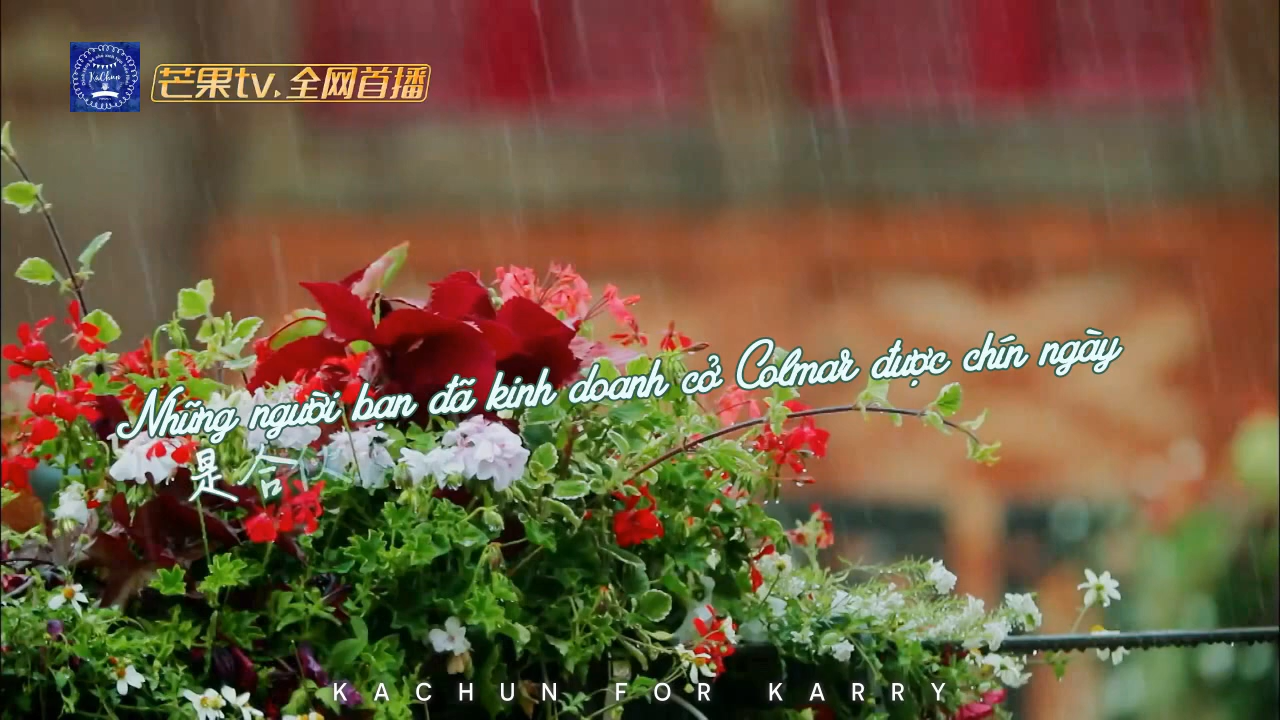 芒果tv.全网首播
Những người bạn đã kinh doanh cở Colmar được chín ngày
是合
KACHUN FOR KARRY